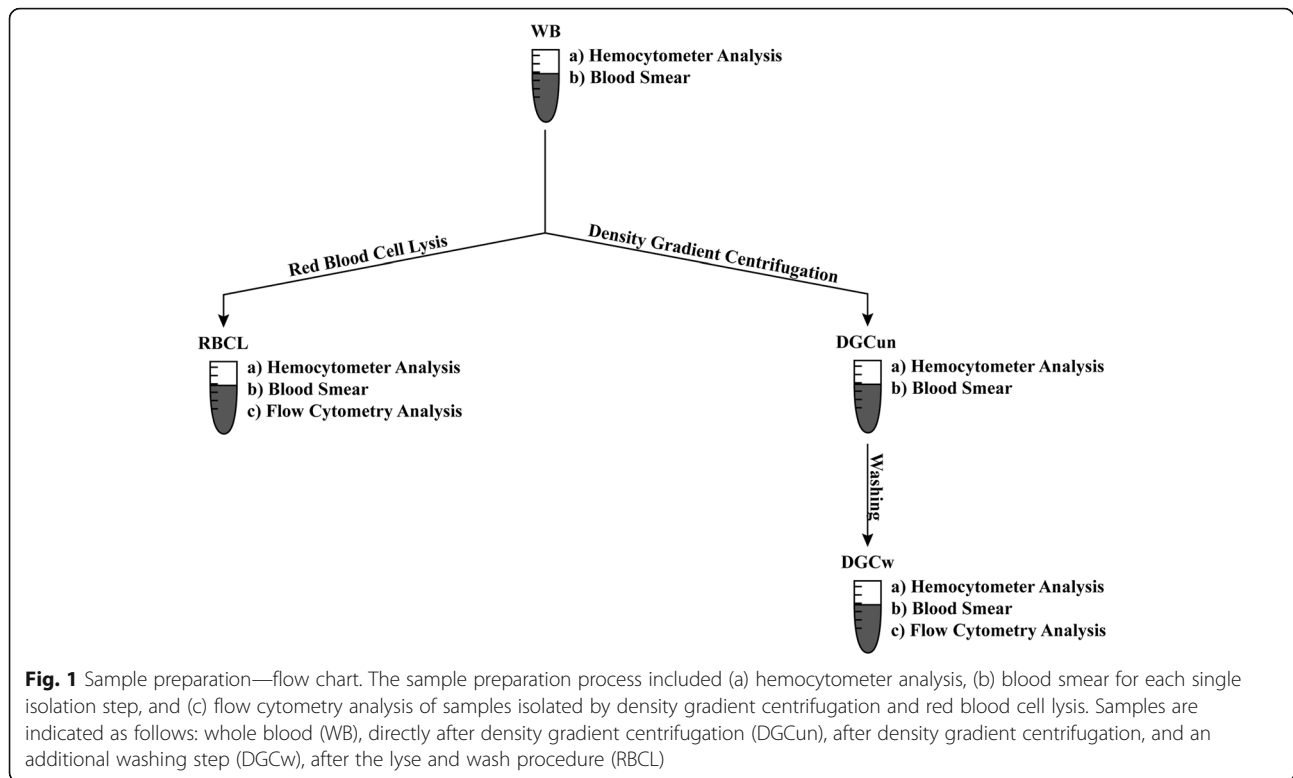 WB
a) Hemocytometer Analysis
b) Blood Smear
Red Blood Cell Lysis
Density Gradient Centrifugation
RBCL
a) Hemocytometer Analysis
b) Blood Smear
c) Flow Cytometry Analysis
DGCun
a) Hemocytometer Analysis
b) Blood Smear
Washing
DGCw
a) Hemocytometer Analysis
b) Blood Smear
c) Flow Cytometry Analysis
Fig. 1 Sample preparation—flow chart. The sample preparation process included (a) hemocytometer analysis, (b) blood smear for each single
isolation step, and (c) flow cytometry analysis of samples isolated by density gradient centrifugation and red blood cell lysis. Samples are
indicated as follows: whole blood (WB), directly after density gradient centrifugation (DGCun), after density gradient centrifugation, and an
additional washing step (DGCw), after the lyse and wash procedure (RBCL)